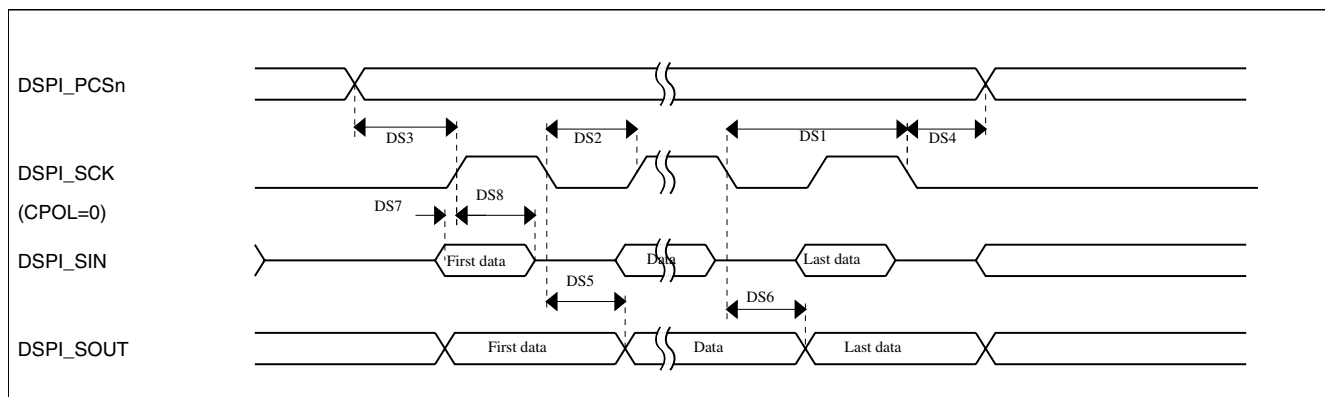 DSPI_PCSn
DS3
DS2
DS1
DS4
DSPI_SCK
(CPOL=0)
DS7
DS8
DSPI_SIN
First data
Data
Last data
DS5
DS6
DSPI_SOUT
First data
Data
Last data